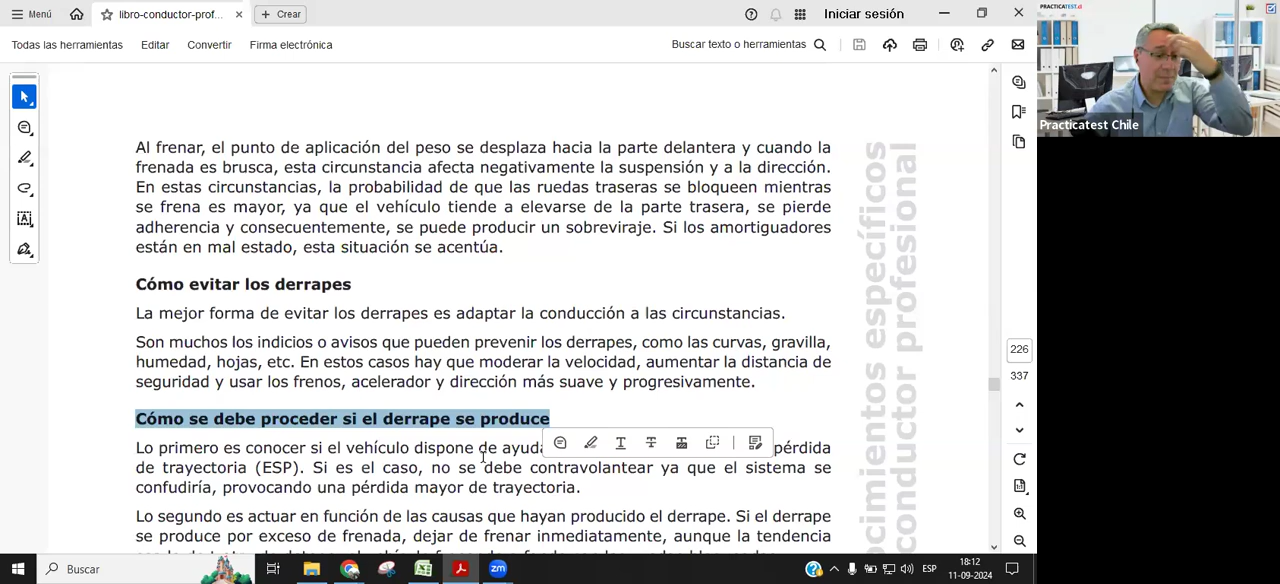 Menú
libro-conductor-prof...
Crear
Iniciar sesión
Todas las herramientas
Editar
Convertir
Firma electrónica
Buscar texto o herramientas
PRACTICATEST.cl
Practicatest Chile
Al frenar, el punto de aplicación del peso se desplaza hacia la parte delantera y cuando la
frenada es brusca, esta circunstancia afecta negativamente la suspensión y a la dirección.
En estas circunstancias, la probabilidad de que las ruedas traseras se bloqueen mientras
se frena es mayor, ya que el vehículo tiende a elevarse de la parte trasera, se pierde
adherencia y consecuentemente, se puede producir un sobreviraje. Si los amortiguadores
están en mal estado, esta situación se acentúa.
Cómo evitar los derrapes
La mejor forma de evitar los derrapes es adaptar la conducción a las circunstancias.
Son muchos los indicios o avisos que pueden prevenir los derrapes, como las curvas, gravilla,
humedad, hojas, etc. En estos casos hay que moderar la velocidad, aumentar la distancia de
seguridad y usar los frenos, acelerador y dirección más suave y progresivamente.
Cómo se debe proceder si el derrape se produce
Lo primero es conocer si el vehículo dispone de ayuda pérdida
de trayectoria (ESP). Si es el caso, no se debe contravolantear ya que el sistema se
confudiría, provocando una pérdida mayor de trayectoria.
Lo segundo es actuar en función de las causas que hayan producido el derrape. Si el derrape
se produce por exceso de frenada, dejar de frenar inmediatamente, aunque la tendencia
ocimientos específicos
conductor profesional
226
337
Buscar
ESP
18:12
11-09-2024